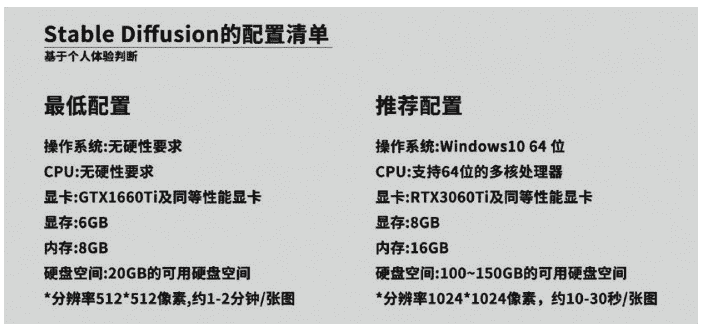 Stable Diffusion的配置清单
基于个人体验判断
最低配置
操作系统:无硬性要求
CPU:无硬性要求
显卡:GTX1660Ti及同等性能显卡
显存:6GB
内存:8GB
硬盘空间:20GB的可用硬盘空间
*分辨率512*512像素,约1-2分钟/张图
推荐配置
操作系统:Windows10 64 位
CPU:支持64位的多核处理器
显卡:RTX3060Ti及同等性能显卡
显存:8GB
内存:16GB
硬盘空间:100~150GB的可用硬盘空间
*分辨率1024*1024像素，约10-30秒/张图